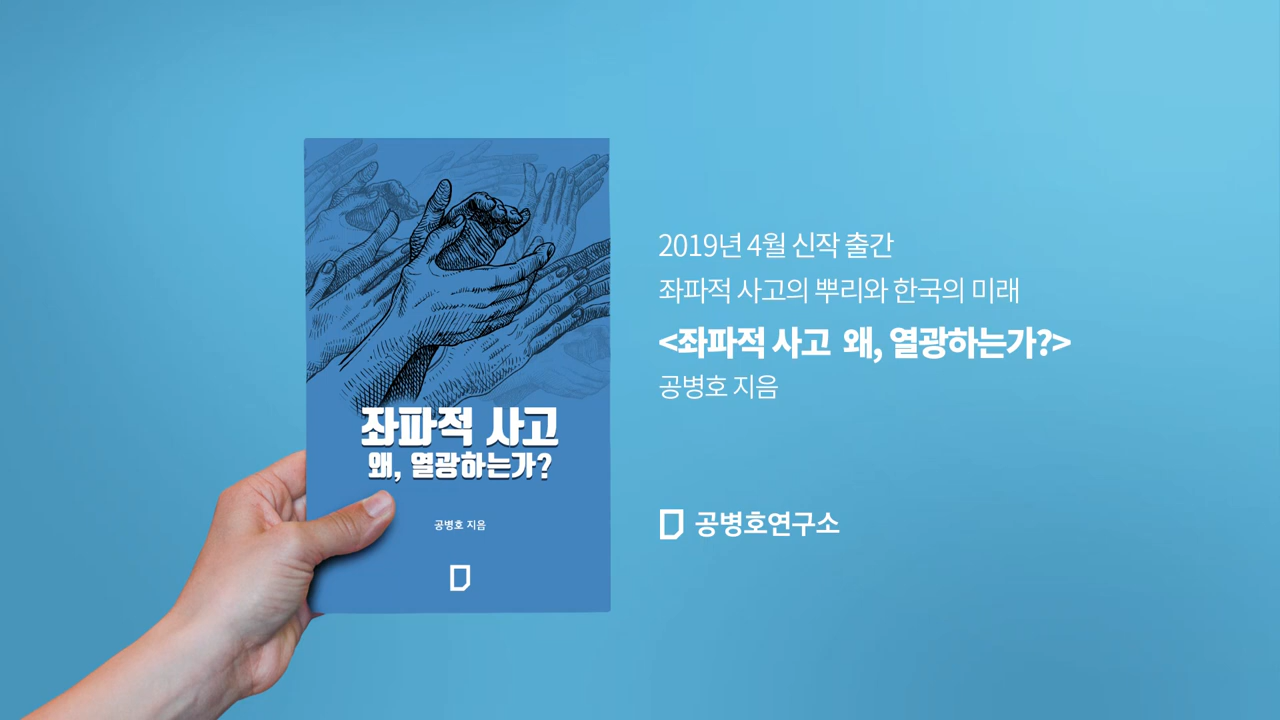 좌파적 사고
왜, 열광하는가?
공병호 지음
2019년 4월 신작 출간
좌파적 사고의 뿌리와 한국의 미래
<좌파적 사고 왜, 열광하는가?>
공병호 지음
공병호연구소